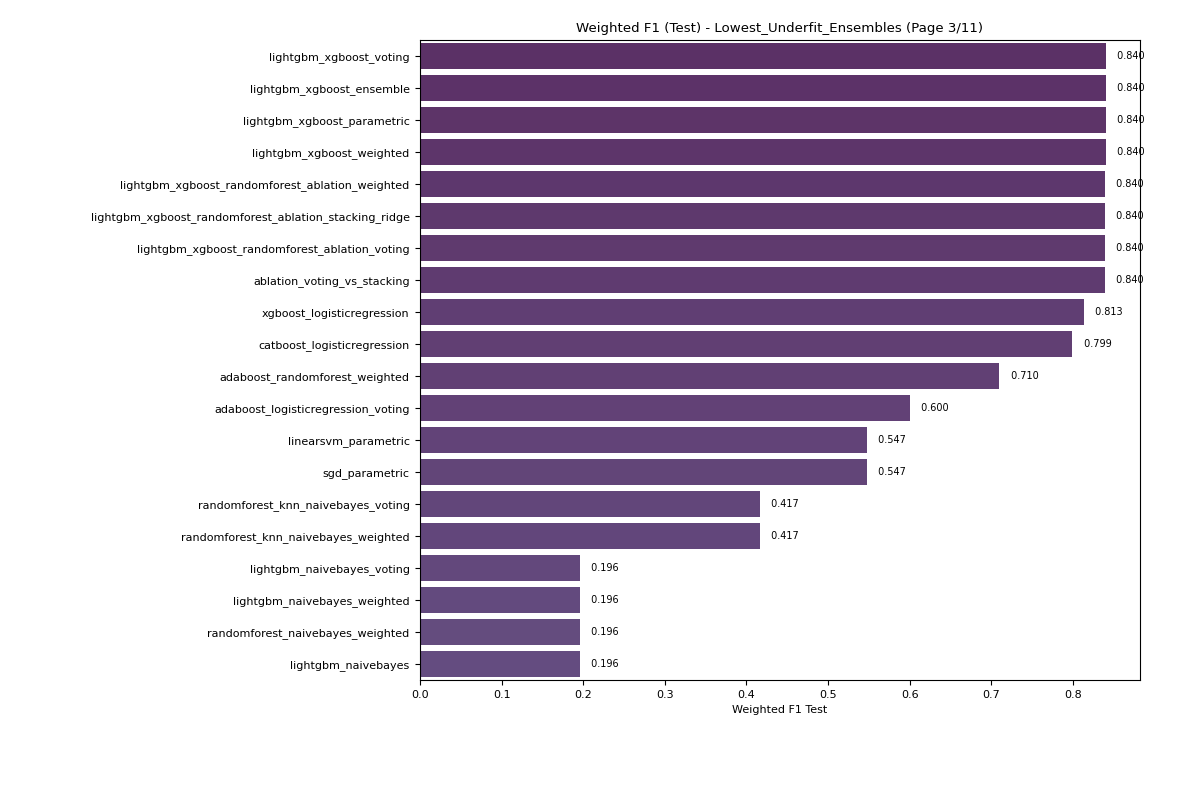 Weighted F1 (Test) - Lowest_Underfit_Ensembles (Page 3/11)
lightgbm_xgboost_voting 0.840
lightgbm_xgboost_ensemble 0.840
lightgbm_xgboost_parametric 0.840
lightgbm_xgboost_weighted 0.840
lightgbm_xgboost_randomforest_ablation_weighted 0.840
lightgbm_xgboost_randomforest_ablation_stacking_ridge 0.840
lightgbm_xgboost_randomforest_ablation_voting 0.840
ablation_voting_vs_stacking 0.840
xgboost_logisticregression 0.813
catboost_logisticregression 0.799
adaboost_randomforest_weighted 0.710
adaboost_logisticregression_voting 0.600
linearsvm_parametric 0.547
sgd_parametric 0.547
randomforest_knn_naivebayes_voting 0.417
randomforest_knn_naivebayes_weighted 0.417
lightgbm_naivebayes_voting 0.196
lightgbm_naivebayes_weighted 0.196
randomforest_naivebayes_weighted 0.196
lightgbm_naivebayes 0.196
0.0 0.1 0.2 0.3 0.4 0.5 0.6 0.7 0.8
Weighted F1 Test